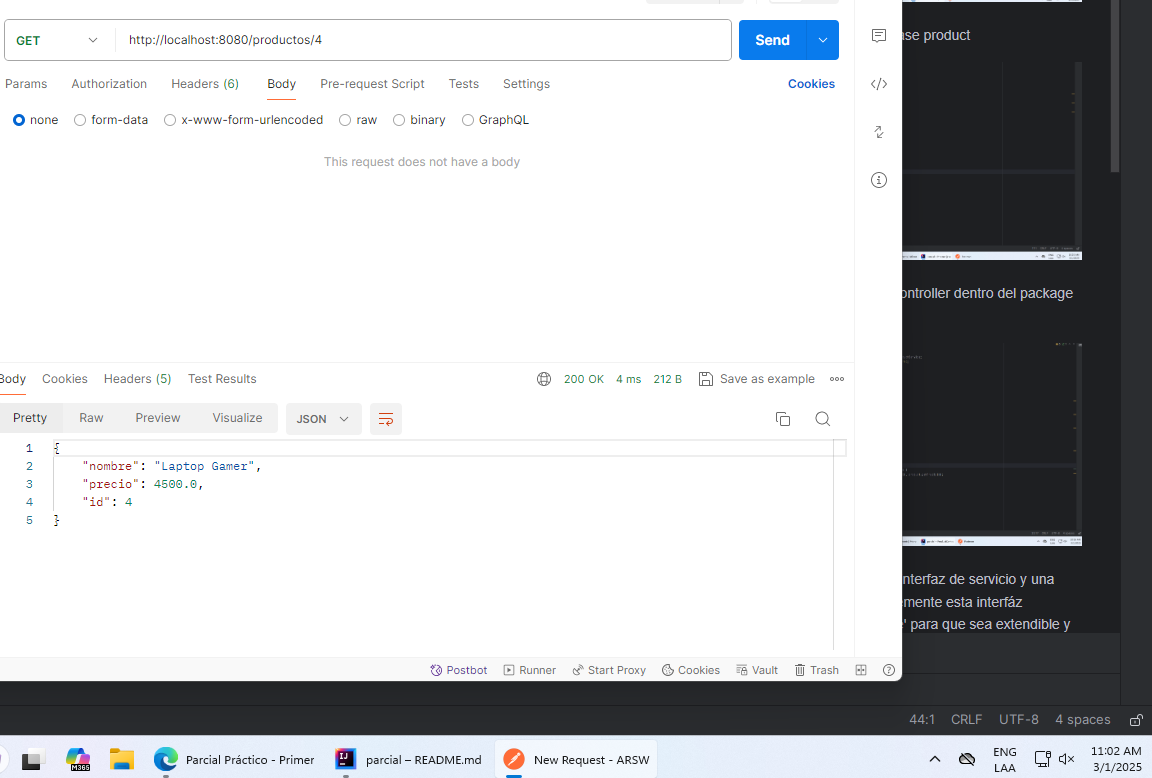 GET
http://localhost:8080/productos/4
Send
Params Authorization Headers (6) Body Pre-request Script Tests Settings Cookies
none form-data x-www-form-urlencoded raw binary GraphQL
This request does not have a body
Body Cookies Headers (5) Test Results 200 OK 4 ms 212 B Save as example
Pretty Raw Preview Visualize JSON
1 {
2 "nombre": "Laptop Gamer",
3 "precio": 4500.0,
4 "id": 4
5 }
Postbot Runner Start Proxy Cookies Vault Trash
ase product
ontroller dentro del package
nterfaz de servicio y una
emente esta interfáz
' para que sea extendible y
44:1 CRLF UTF-8 4 spaces
M365
Parcial Práctico - Primer
IJ
parcial – README.md
New Request - ARSW
ENG
LAA
11:02 AM
3/1/2025